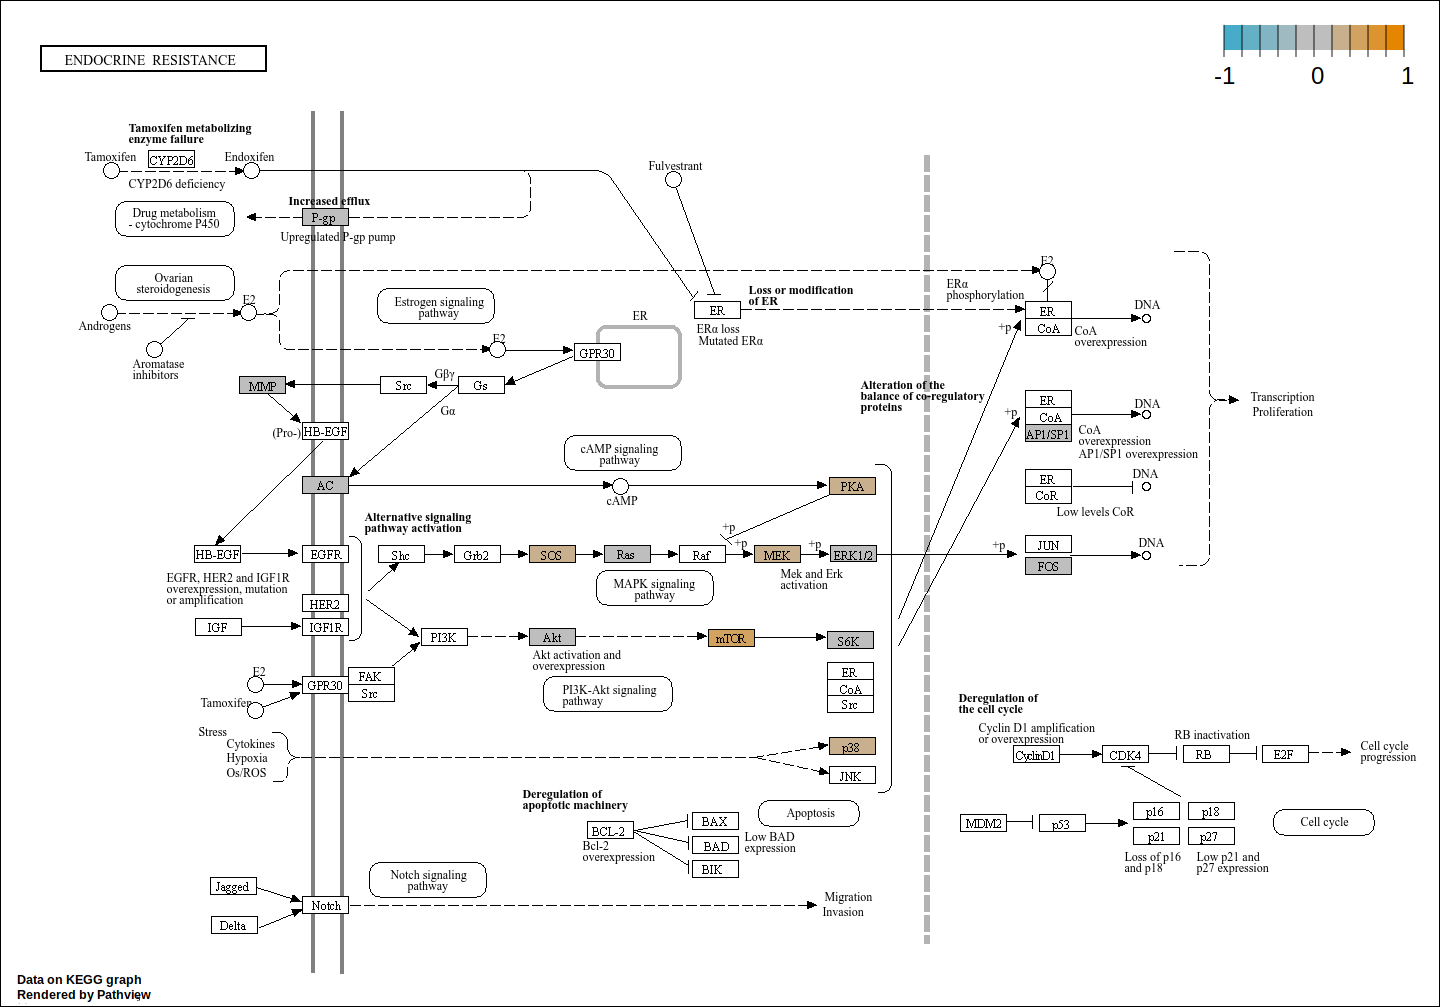 ENDOCRINE RESISTANCE
-1 0 1
Tamoxifen metabolizing
enzyme failure
Tamoxifen
CYP2D6
Endoxifen
CYP2D6 deficiency
Fulvestrant
Increased efflux
Drug metabolism
- cytochrome P450
P-gp
Upregulated P-gp pump
Ovarian
steroidogenesis
E2
Androgens
Aromatase
inhibitors
Estrogen signaling
pathway
E2
ER
GPR30
ER
Loss or modification
of ER
ERα loss
Mutated ERα
E2
ERα
phosphorylation
ER
CoA
+p
DNA
CoA
overexpression
MMP
Src
Gβγ
Gs
Gα
(Pro-)
HB-EGF
Alteration of the
balance of co-regulatory
proteins
+p
ER
CoA
AP1/SP1
DNA
CoA
overexpression
AP1/SP1 overexpression
Transcription
Proliferation
cAMP signaling
pathway
AC
cAMP
PKA
ER
CoR
DNA
Low levels CoR
Alternative signaling
pathway activation
+p
HB-EGF
EGFR
Shc
Grb2
SOS
Ras
Raf
+p
MEK
+p
ERK1/2
+p
JUN
FOS
DNA
EGFR, HER2 and IGF1R
overexpression, mutation
or amplification
MAPK signaling
pathway
Mek and Erk
activation
HER2
IGF
IGF1R
PI3K
Akt
mTOR
S6K
Akt activation and
overexpression
E2
GPR30
FAK
Src
Tamoxifen
PI3K-Akt signaling
pathway
ER
CoA
Src
Stress
Cytokines
Hypoxia
Os/ROS
p38
JNK
Deregulation of
the cell cycle
Cyclin D1 amplification
or overexpression
RB inactivation
CyclinD1
CDK4
RB
E2F
Cell cycle
progression
Deregulation of
apoptotic machinery
Apoptosis
BCL-2
Bcl-2
overexpression
BAX
BAD
BIK
Low BAD
expression
MDM2
p53
p16
p18
p21
p27
Cell cycle
Loss of p16
and p18
Low p21 and
p27 expression
Notch signaling
pathway
Jagged
Delta
Notch
Migration
Invasion
Data on KEGG graph
Rendered by Pathview